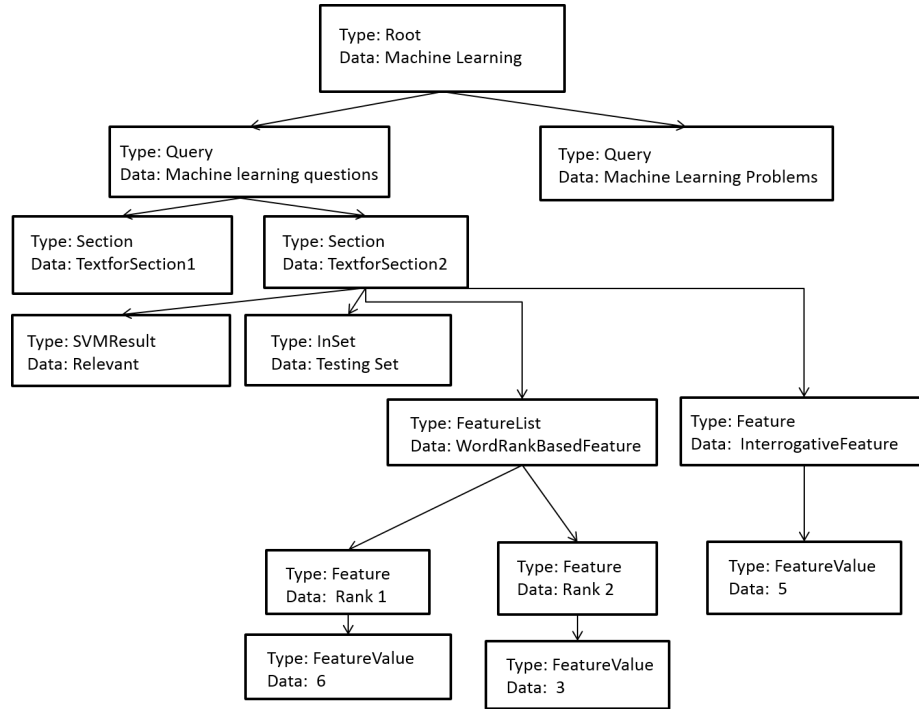 Type: Root
Data: Machine Learning
Type: Query
Data: Machine learning questions
Type: Query
Data: Machine Learning Problems
Type: Section
Data: TextforSection1
Type: Section
Data: TextforSection2
Type: SVMResult
Data: Relevant
Type: InSet
Data: Testing Set
Type: FeatureList
Data: WordRankBasedFeature
Type: Feature
Data:  InterrogativeFeature
Type: Feature
Data:  Rank 1
Type: Feature
Data: Rank 2
Type: FeatureValue
Data:  5
Type: FeatureValue
Data:  6
Type: FeatureValue
Data:  3